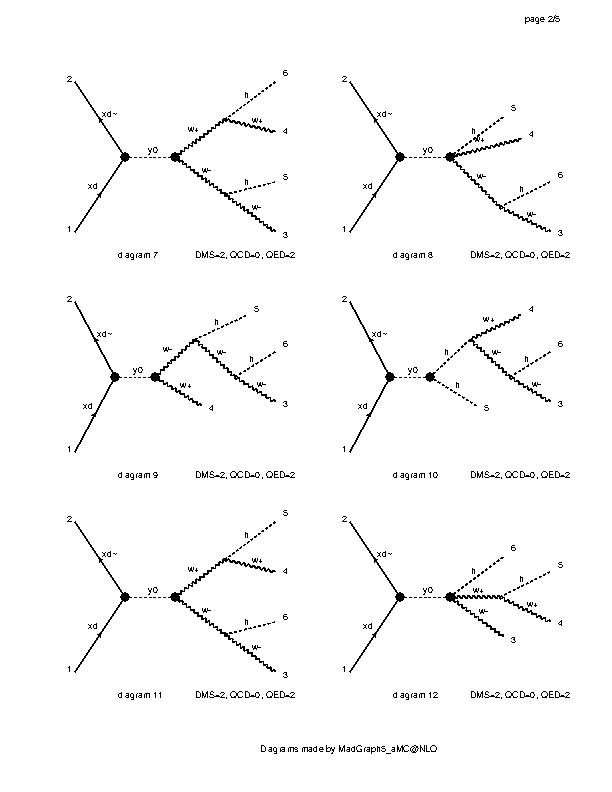 page 2/5
2 6
xd~ h
w+ w+ 4
y0
xd w- h 5
w-
1 3
diagram 7 DMS=2, QCD=0, QED=2
2 5
xd~ h 4
w+
y0
xd w- h 6
w-
1 3
diagram 8 DMS=2, QCD=0, QED=2
2 5
xd~ h
w- w- 6
y0 h
w+ w-
xd 4 3
1
diagram 9 DMS=2, QCD=0, QED=2
2 4
xd~ w+
h w- 6
y0 h
h w-
xd 5 3
1
diagram 10 DMS=2, QCD=0, QED=2
2 5
xd~ h
w+ w+ 4
y0
xd w- h 6
w-
1 3
diagram 11 DMS=2, QCD=0, QED=2
2 6
xd~ h 5
y0 w+ h
w+
xd w- 4
3
1
diagram 12 DMS=2, QCD=0, QED=2
Diagrams made by MadGraph5_aMC@NLO